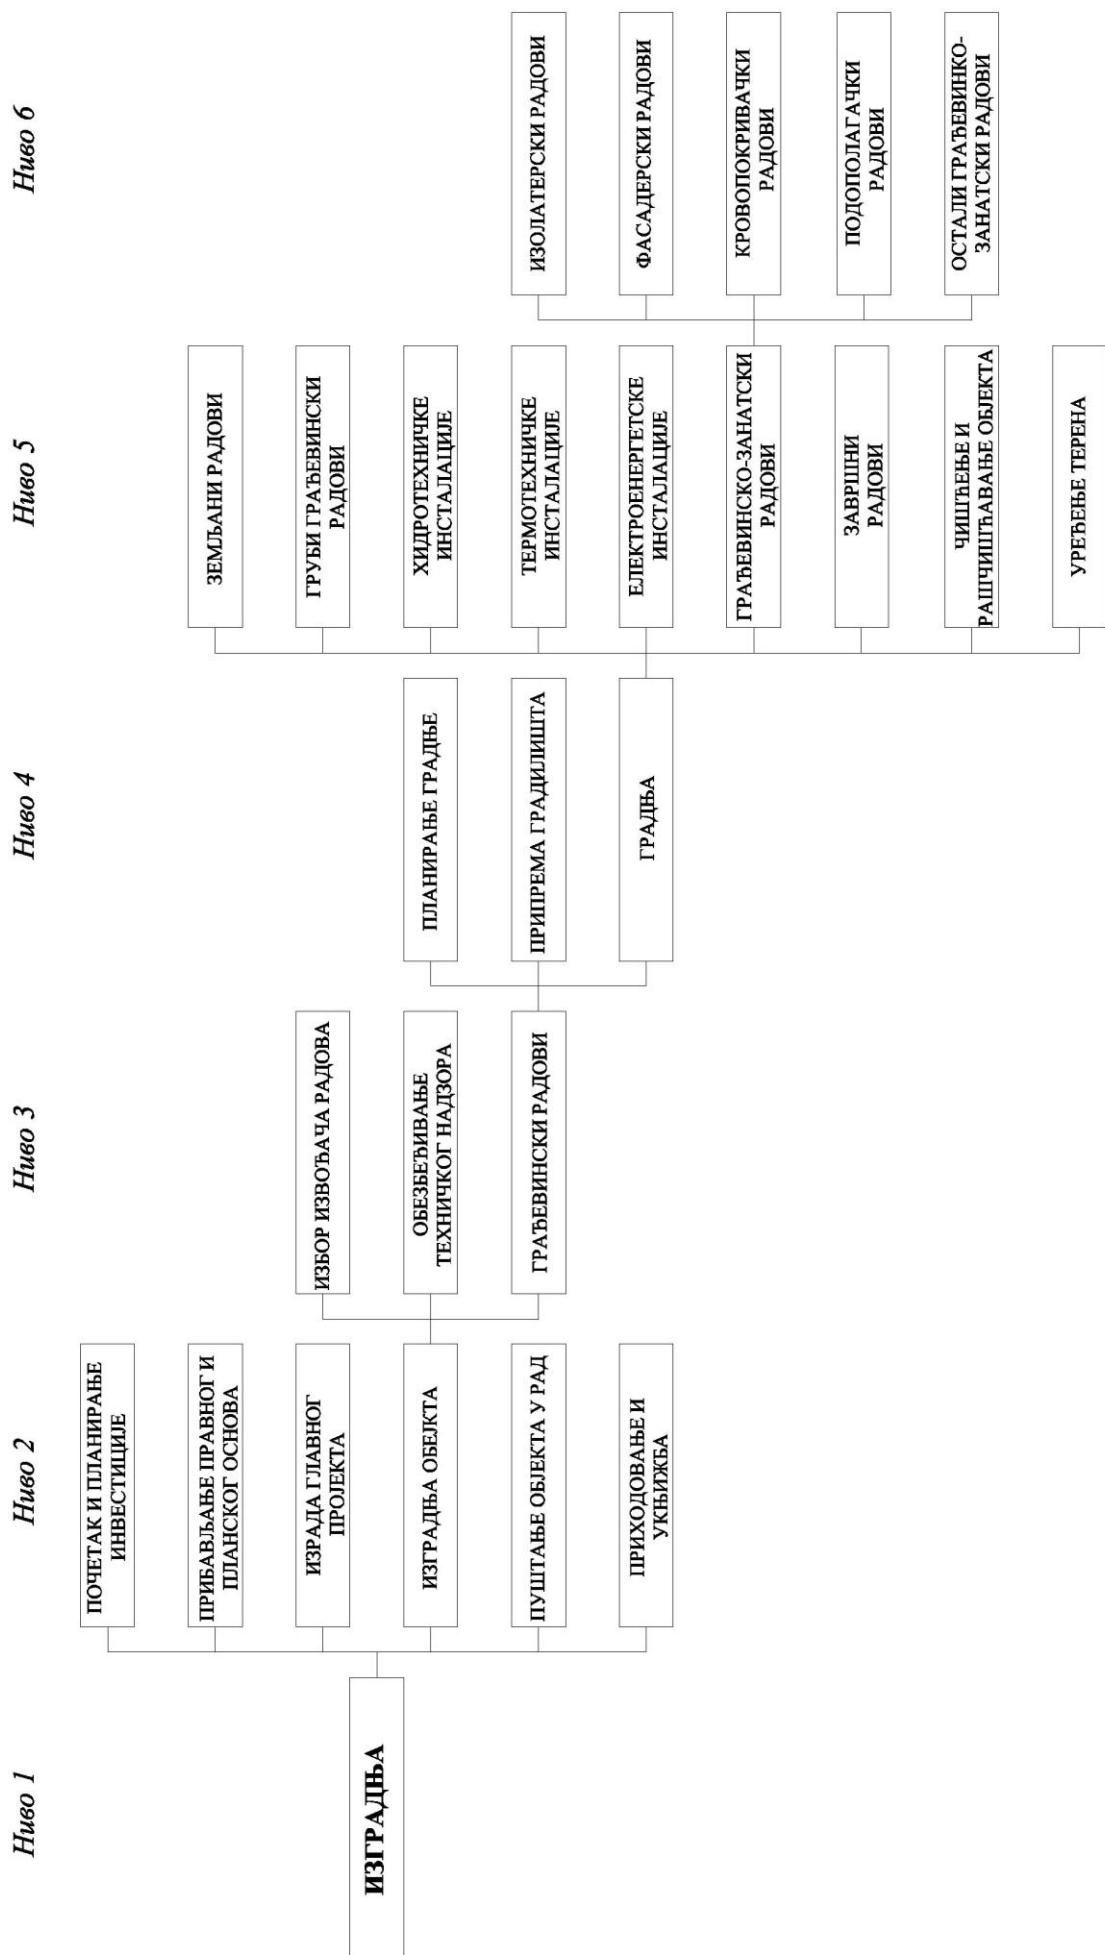 Ниво 1
Ниво 2
Ниво 3
Ниво 4
Ниво 5
Ниво 6
ИЗГРАДЊА
ПОЧЕТАК И ПЛАНИРАЊЕ
ИНВЕСТИЦИЈЕ
ПРИБАВЉАЊЕ ПРАВНОГ И
ПЛАНСКОГ ОСНОВА
ИЗРАДА ГЛАВНОГ
ПРОЈЕКТА
ИЗГРАДЊА ОБЕЈКТА
ПУШТАЊЕ ОБЈЕКТА У РАД
ПРИХОДОВАЊЕ И
УКЊИЖБА
ИЗБОР ИЗВОЂАЧА РАДОВА
ОБЕЗБЕЂИВАЊЕ
ТЕХНИЧКОГ НАДЗОРА
ГРАЂЕВИНСКИ РАДОВИ
ПЛАНИРАЊЕ ГРАДЊЕ
ПРИПРЕМА ГРАДИЛИШТА
ГРАДЊА
ЗЕМЉАНИ РАДОВИ
ГРУБИ ГРАЂЕВИНСКИ
РАДОВИ
ХИДРОТЕХНИЧКЕ
ИНСТАЛАЦИЈЕ
ТЕРМОТЕХНИЧКЕ
ИНСТАЛАЦИЈЕ
ЕЛЕКТРОЕНЕРГЕТСКЕ
ИНСТАЛАЦИЈЕ
ГРАЂЕВИНСКО-ЗАНАТСКИ
РАДОВИ
ЗАВРШНИ
РАДОВИ
ЧИШЋЕЊЕ И
РАШЧИШЋАВАЊЕ ОБЈЕКТА
УРЕЂЕЊЕ ТЕРЕНА
ИЗОЛАТЕРСКИ РАДОВИ
ФАСАДЕРСКИ РАДОВИ
КРОВОПОКРИВАЧКИ
РАДОВИ
ПОДОПОЛАГАЧКИ
РАДОВИ
ОСТАЛИ ГРАЂЕВИНКО-
ЗАНАТСКИ РАДОВИ